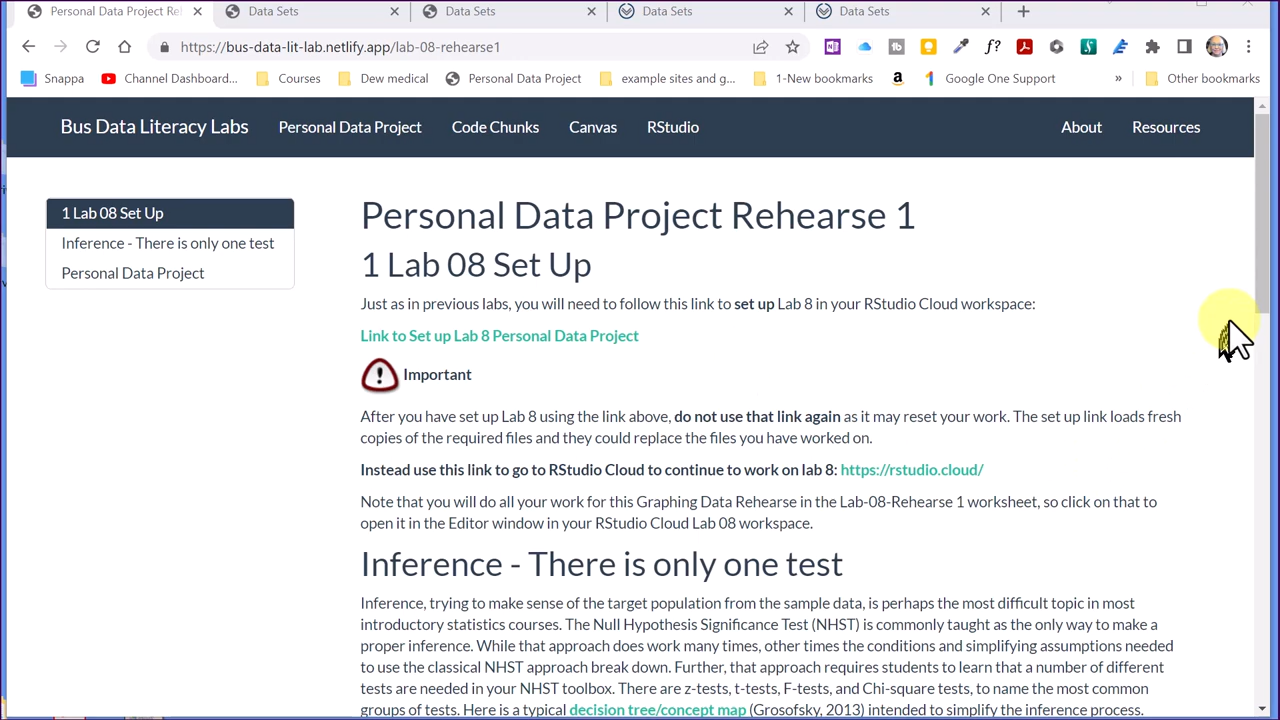 Personal Data Project Re
Data Sets
Data Sets
Data Sets
Data Sets
https://bus-data-lit-lab.netlify.app/lab-08-rehearse1
Snappa
Channel Dashboard...
Courses
Dew medical
Personal Data Project
example sites and g...
1-New bookmarks
Google One Support
»
Other bookmarks
Bus Data Literacy Labs
Personal Data Project
Code Chunks
Canvas
RStudio
About
Resources
1 Lab 08 Set Up
Inference - There is only one test
Personal Data Project
Personal Data Project Rehearse 1
1 Lab 08 Set Up
Just as in previous labs, you will need to follow this link to set up Lab 8 in your RStudio Cloud workspace:
Link to Set up Lab 8 Personal Data Project
Important
After you have set up Lab 8 using the link above, do not use that link again as it may reset your work. The set up link loads fresh
copies of the required files and they could replace the files you have worked on.
Instead use this link to go to RStudio Cloud to continue to work on lab 8: https://rstudio.cloud/
Note that you will do all your work for this Graphing Data Rehearse in the Lab-08-Rehearse 1 worksheet, so click on that to
open it in the Editor window in your RStudio Cloud Lab 08 workspace.
Inference - There is only one test
Inference, trying to make sense of the target population from the sample data, is perhaps the most difficult topic in most
introductory statistics courses. The Null Hypothesis Significance Test (NHST) is commonly taught as the only way to make a
proper inference. While that approach does work many times, other times the conditions and simplifying assumptions needed
to use the classical NHST approach break down. Further, that approach requires students to learn that a number of different
tests are needed in your NHST toolbox. There are z-tests, t-tests, F-tests, and Chi-square tests, to name the most common
groups of tests. Here is a typical decision tree/concept map (Grosofsky, 2013) intended to simplify the inference process.